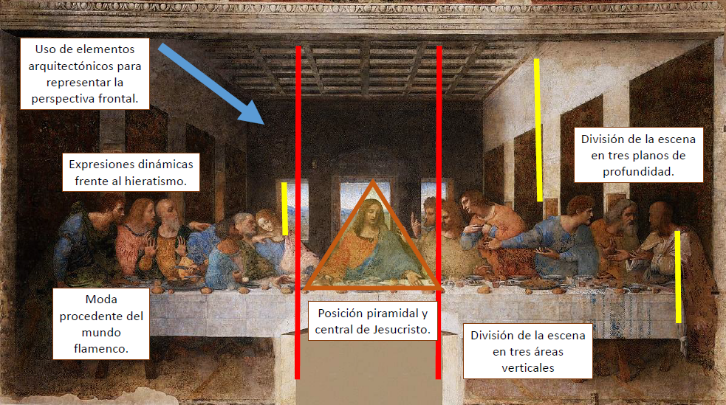 Uso de elementos
arquitectónicos para
representar la
perspectiva frontal.
Expresiones dinámicas
frente al hieratismo.
División de la escena
en tres planos de
profundidad.
Moda
procedente del
mundo
flamenco.
Posición piramidal y
central de Jesucristo.
División de la escena
en tres áreas
verticales